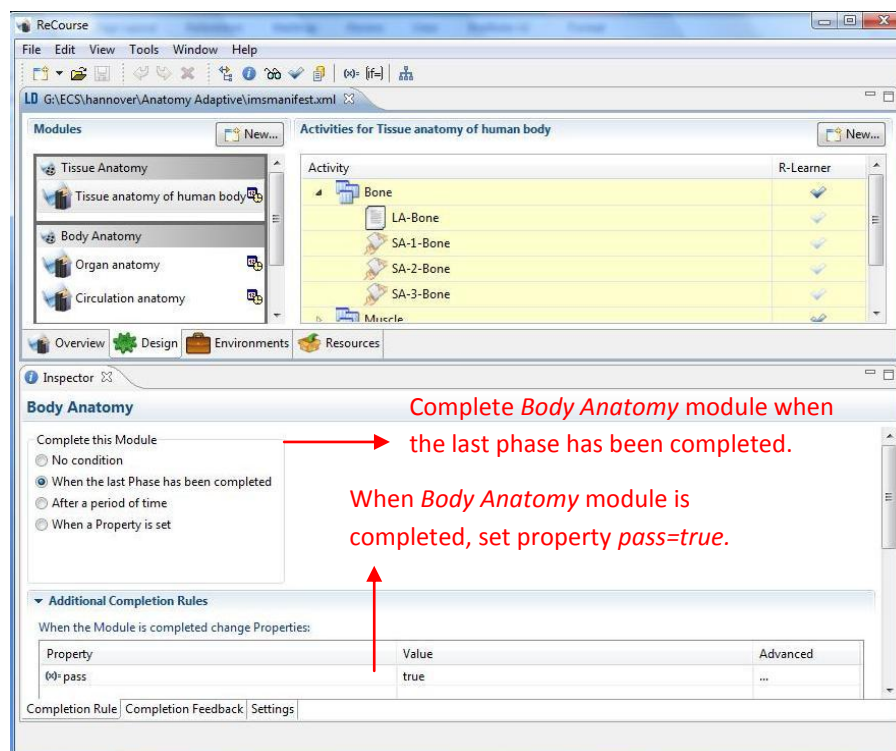 ReCourse
File Edit View Tools Window Help
(x)= [if=]
LD G:\ECS\hannover\Anatomy Adaptive\imsmanifest.xml
Modules New... Activities for Tissue anatomy of human body New...
Tissue Anatomy
Activity R-Learner
Tissue anatomy of human body
Bone
LA-Bone
Body Anatomy
SA-1-Bone
Organ anatomy
SA-2-Bone
Circulation anatomy
SA-3-Bone
Muscle
Overview Design Environments Resources
Inspector
Body Anatomy
Complete Body Anatomy module when
the last phase has been completed.
Complete this Module
No condition
When the last Phase has been completed
After a period of time
When a Property is set
When Body Anatomy module is
completed, set property pass=true.
Additional Completion Rules
When the Module is completed change Properties:
Property Value Advanced
(x)= pass true ...
Completion Rule Completion Feedback Settings